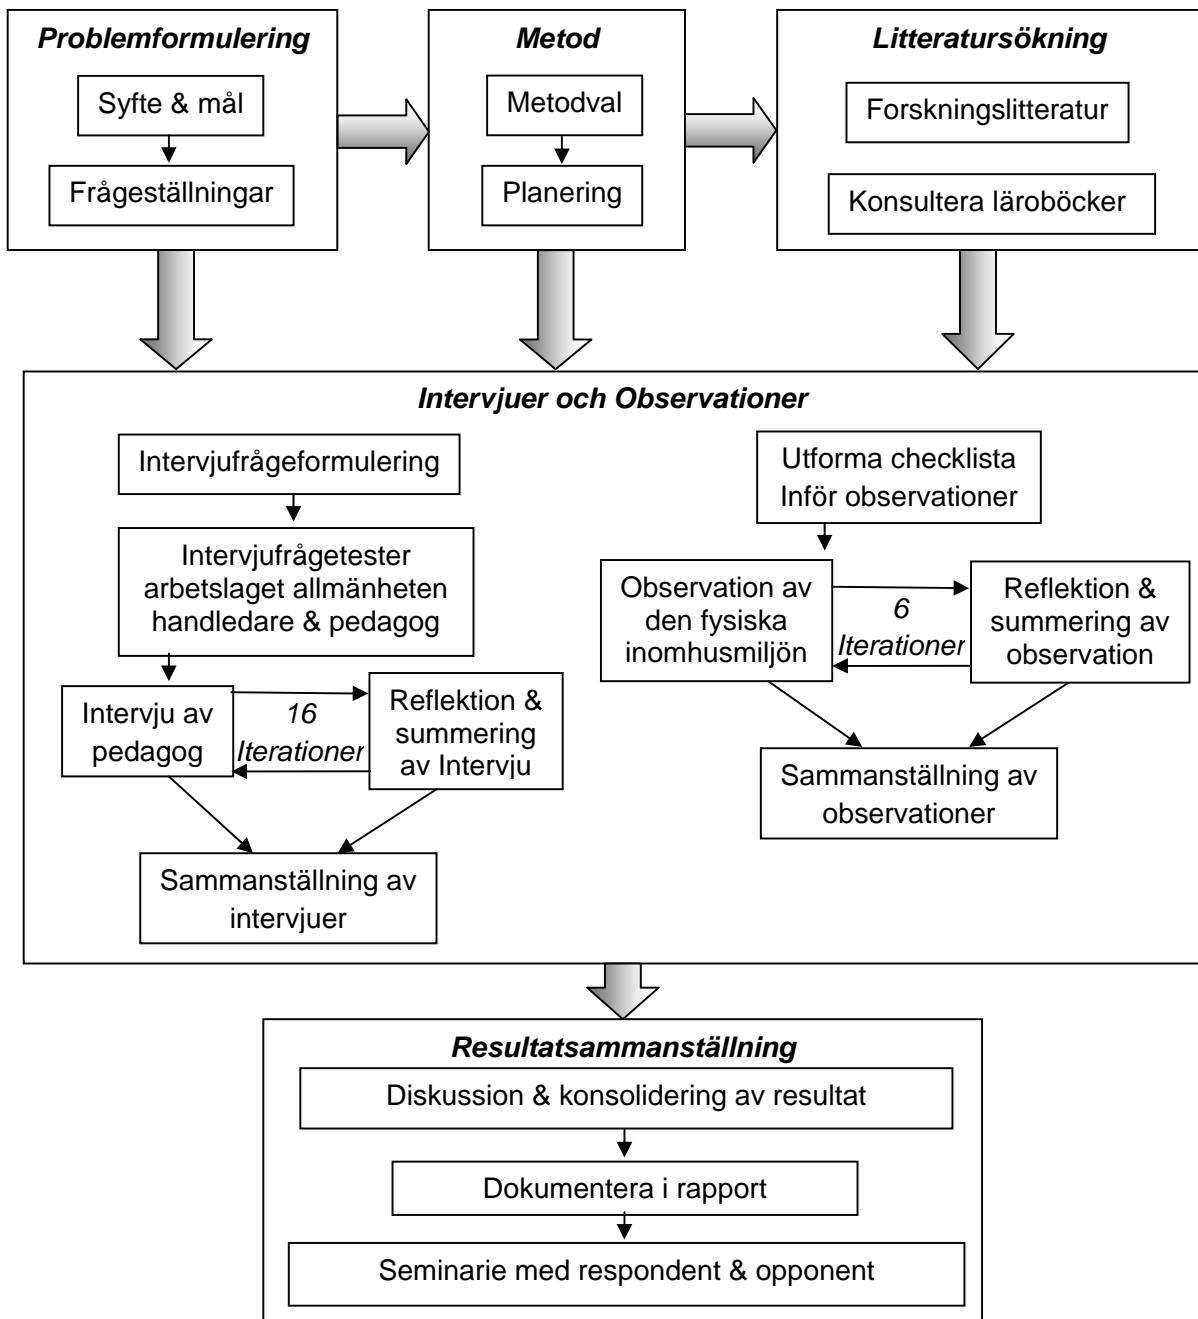 Problemformulering
Syfte & mål
Frågeställningar
Metod
Metodval
Planering
Litteratursökning
Forskningslitteratur
Konsultera läroböcker
Intervjuer och Observationer
Intervjufrågeformulering
Intervjufrågetester
arbetslaget allmänheten
handledare & pedagog
Intervju av
pedagog
16
Iterationer
Reflektion &
summering
av Intervju
Sammanställning av
intervjuer
Utforma checklista
Inför observationer
Observation av
den fysiska
inomhusmiljön
6
Iterationer
Reflektion &
summering av
observation
Sammanställning av
observationer
Resultatsammanställning
Diskussion & konsolidering av resultat
Dokumentera i rapport
Seminarie med respondent & opponent